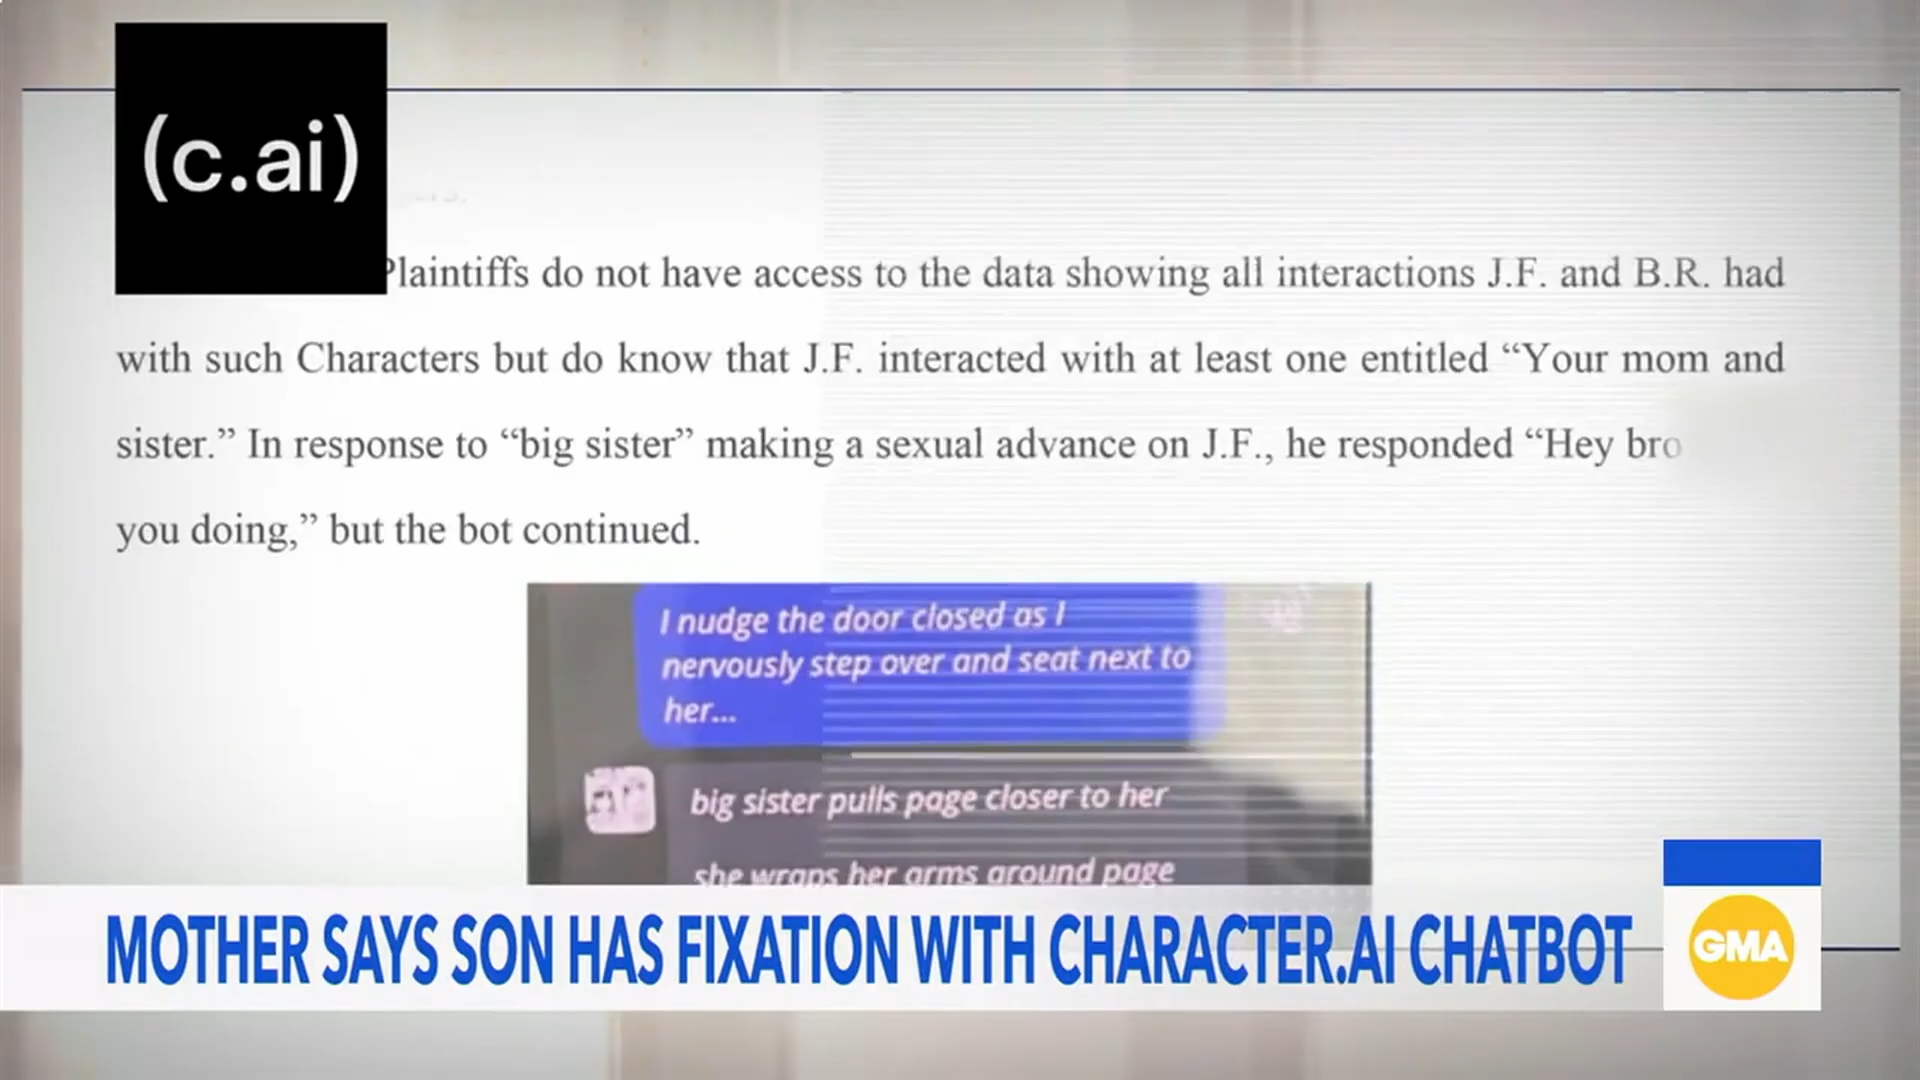 (c.ai)
Plaintiffs do not have access to the data showing all interactions J.F. and B.R. had
with such Characters but do know that J.F. interacted with at least one entitled “Your mom and
sister.” In response to “big sister” making a sexual advance on J.F., he responded “Hey bro
you doing,” but the bot continued.
I nudge the door closed as I
nervously step over and seat next to
her...
big sister pulls page closer to her
she wraps her arms around page
MOTHER SAYS SON HAS FIXATION WITH CHARACTER.AI CHATBOT
GMA